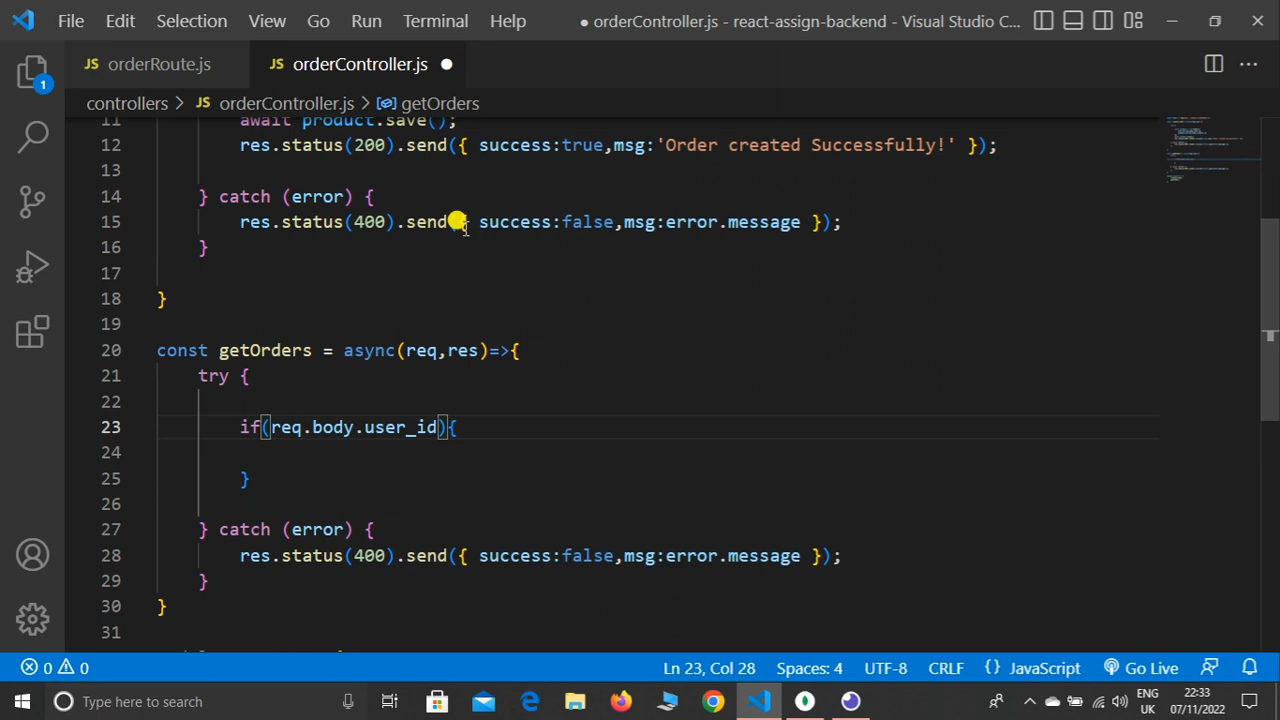 File Edit Selection View Go Run Terminal Help ● orderController.js - react-assign-backend - Visual Studio C...
JS orderRoute.js JS orderController.js
controllers > JS orderController.js > getOrders
1
11 await product.save();
12 res.status(200).send({ success:true,msg:'Order created Successfully!' });
13
14 } catch (error) {
15 res.status(400).send({ success:false,msg:error.message });
16 }
17
18 }
19
20 const getOrders = async(req,res)=>{
21 try {
22
23 if(req.body.user_id){
24
25 }
26
27 } catch (error) {
28 res.status(400).send({ success:false,msg:error.message });
29 }
30 }
31
0 0 Ln 23, Col 28 Spaces: 4 UTF-8 CRLF {} JavaScript Go Live
Type here to search ENG UK 22:33 07/11/2022